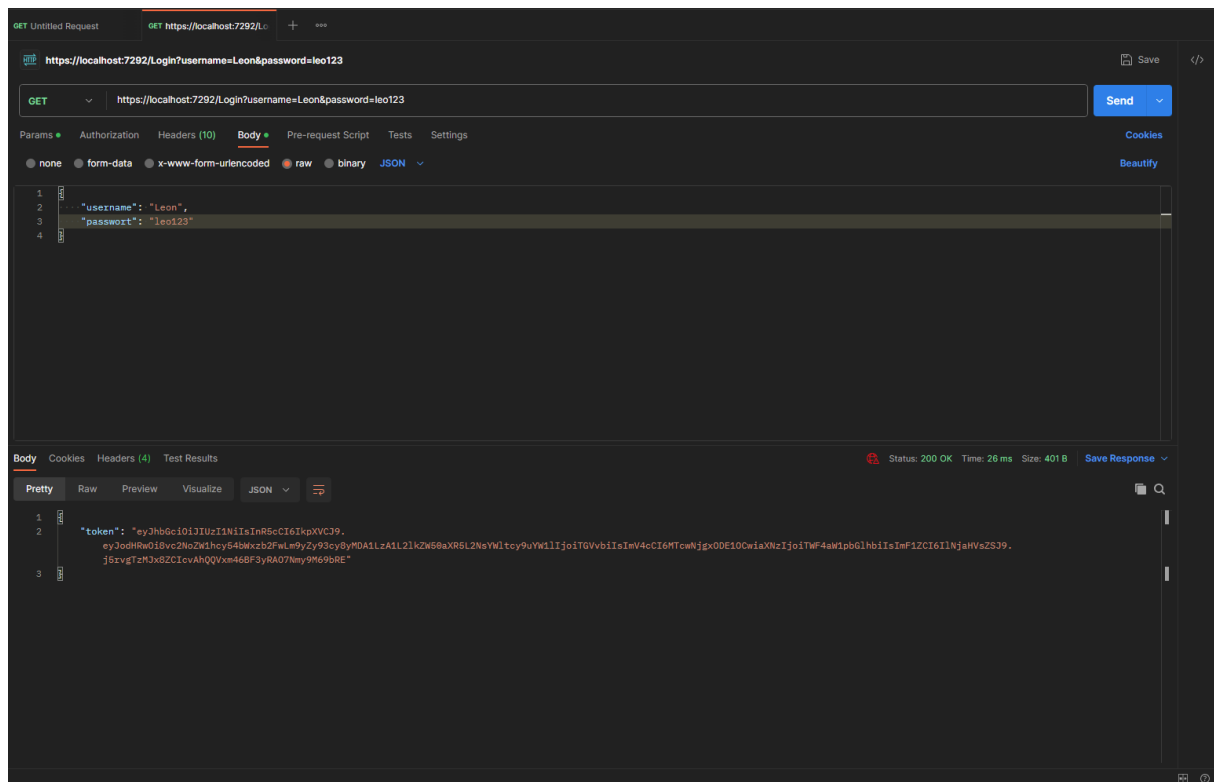 GET Untitled Request GET https://localhost:7292/Lo
HTTP https://localhost:7292/Login?username=Leon&password=leo123 Save
GET https://localhost:7292/Login?username=Leon&password=leo123 Send
Params Authorization Headers (10) Body Pre-request Script Tests Settings Cookies
none form-data x-www-form-urlencoded raw binary JSON Beautify
1 {
2 "username": "Leon",
3 "passwort": "leo123"
4 }
Body Cookies Headers (4) Test Results Status: 200 OK Time: 26 ms Size: 401 B Save Response
Pretty Raw Preview Visualize JSON
1 {
2 "token": "eyJhbGciOiJIUzI1NiIsInR5cCI6IkpXVCJ9.
eyJodHRwOi8vc2NoZW1hcy54bWxzb2FwLm9yZy93cy8yMDA1LzA1L2lkZW50aXR5L2NsYWltcy9uYW1lIjoiTGVvbiIsImV4cCI6MTcwNjgxODE1OCwiaXNzIjoiTWF4aW1pbGlhbiIsImF1ZCI6IlNjaHVsZSJ9.
j5rvgTzMJx8ZCIcvAhQQVxm46BF3yRAO7Nmy9M69bRE"
3 }